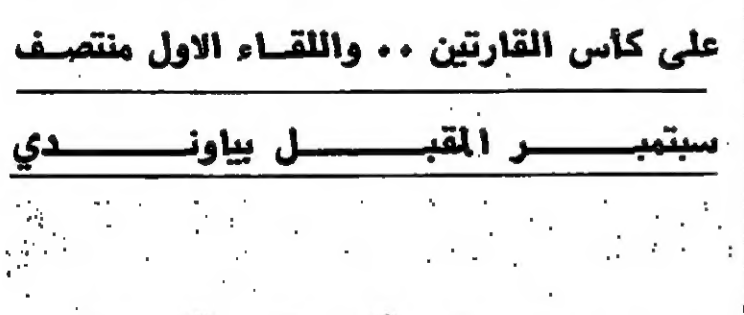 على كأس القارتين .. واللقاء الاول منتصف
سبتمبر المقبل بياوندي